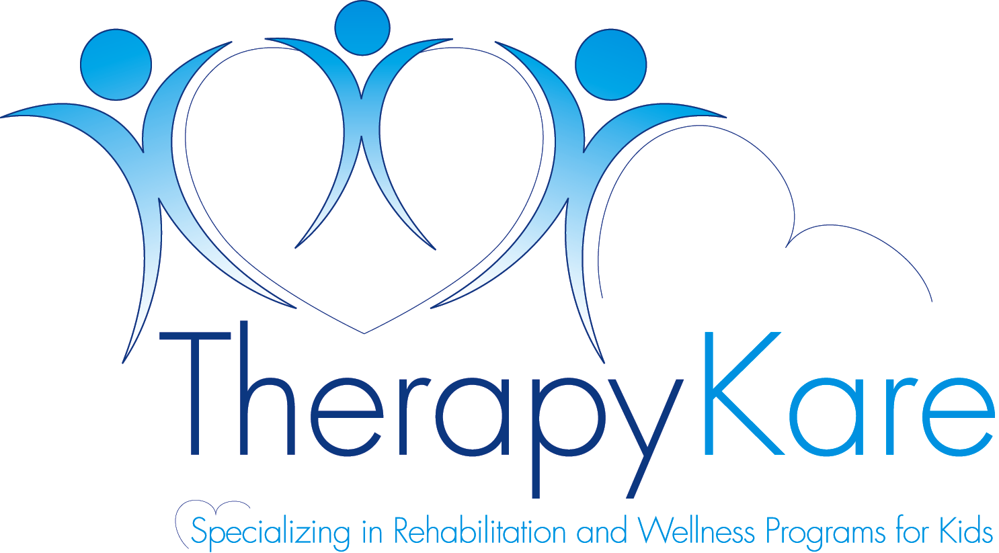 TherapyKare
Specializing in Rehabilitation and Wellness Programs for Kids